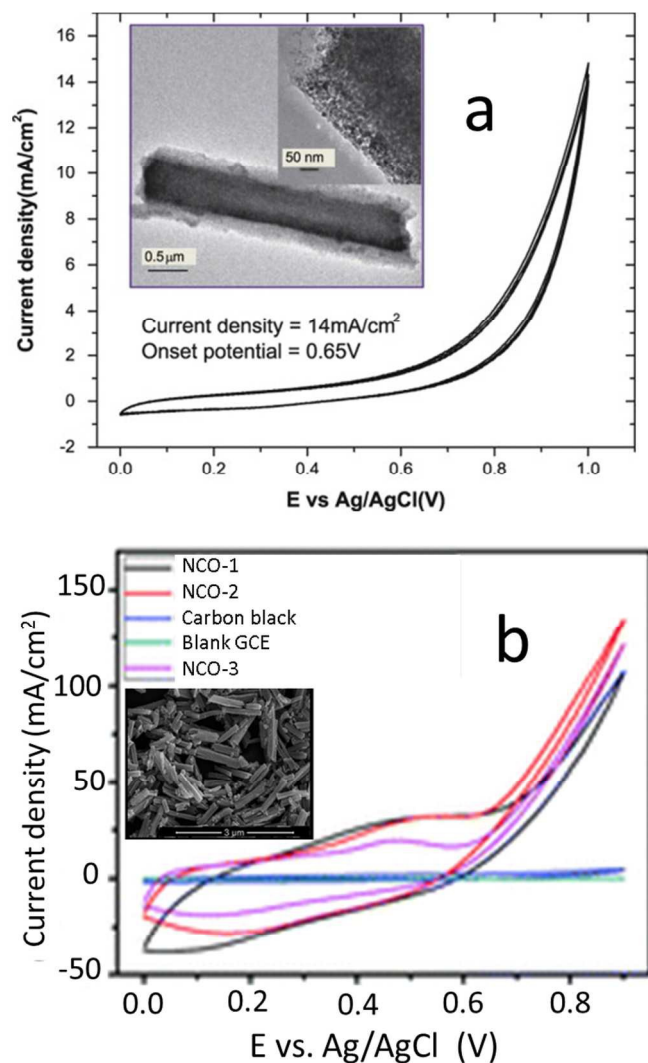 16
14
12
10
8
6
4
2
0
-2
Current density(mA/cm²)
a
50 nm
0.5μm
Current density = 14mA/cm²
Onset potential = 0.65V
0.0 0.2 0.4 0.6 0.8 1.0
E vs Ag/AgCl(V)
150
100
50
0
-50
Current density (mA/cm²)
NCO-1
NCO-2
Carbon black
Blank GCE
NCO-3
b
3 μm
0.0 0.2 0.4 0.6 0.8
E vs. Ag/AgCl (V)